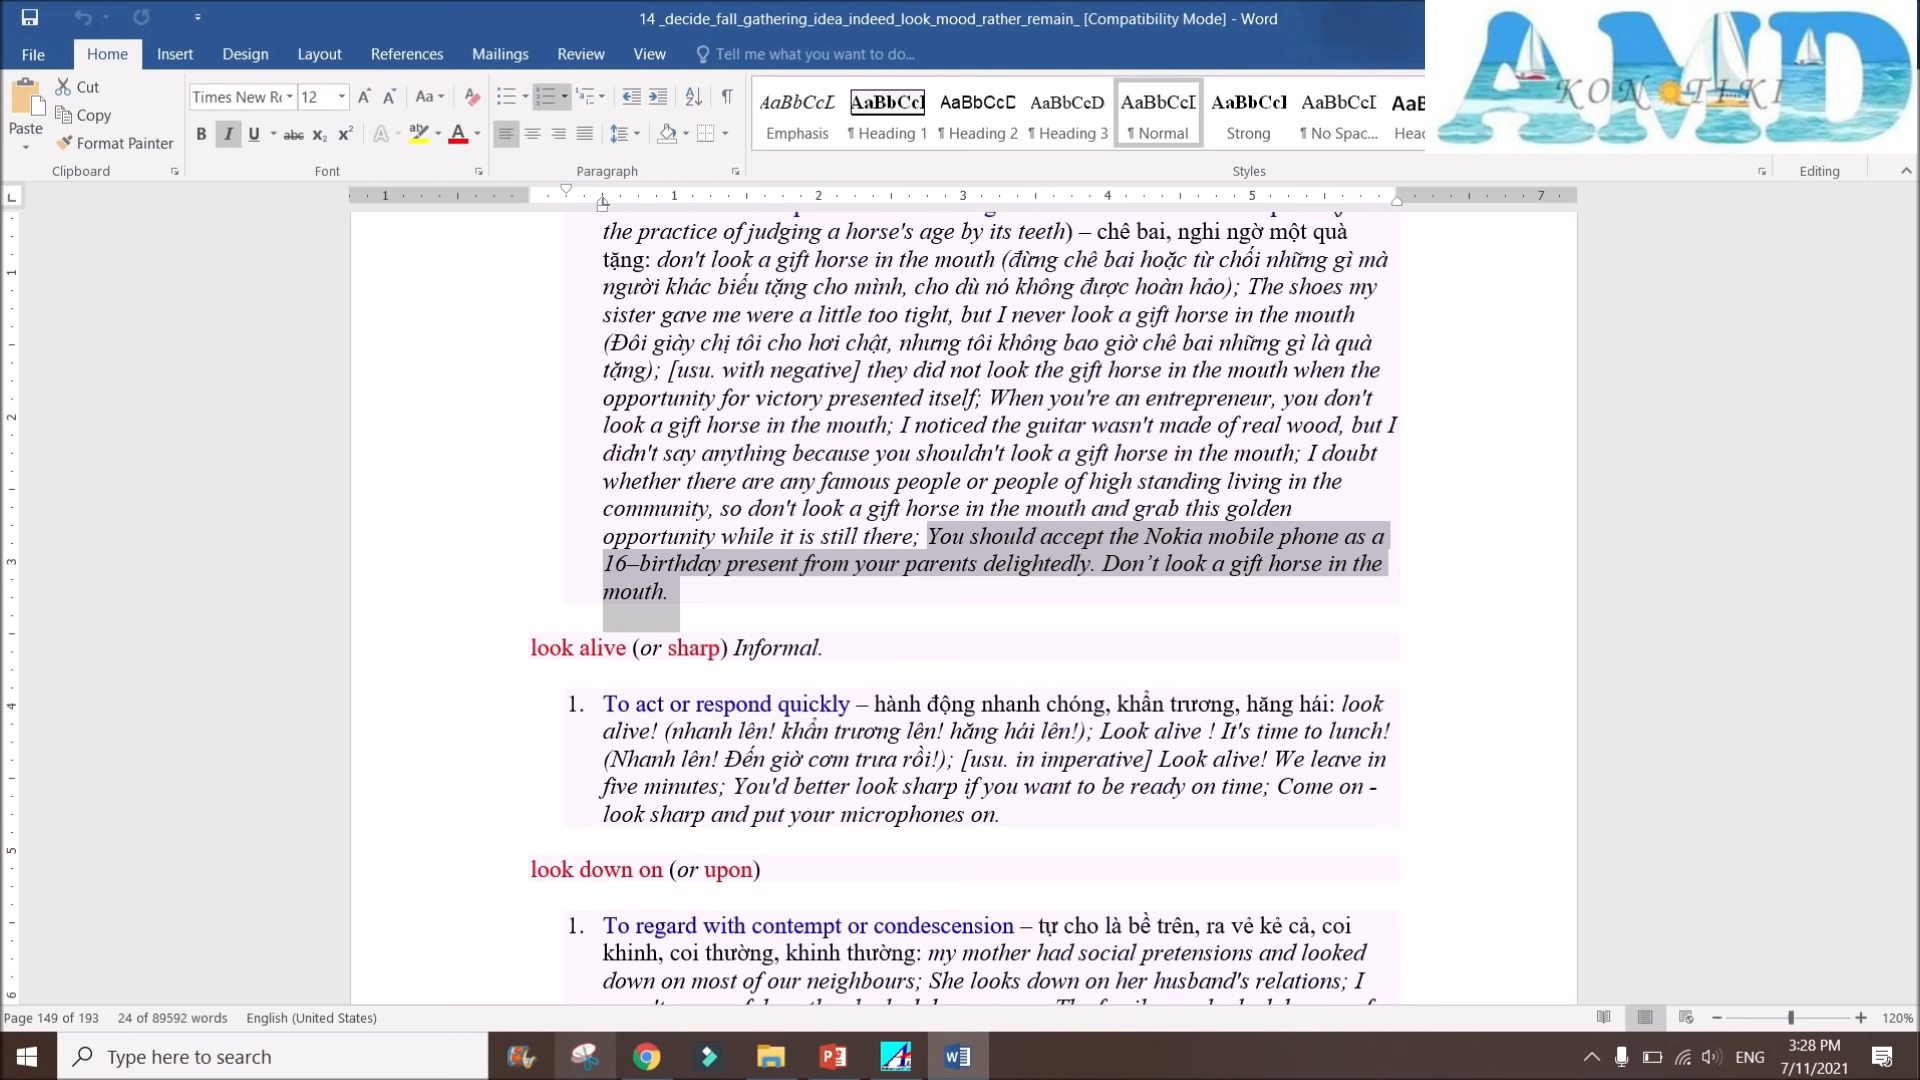 14 _decide_fall_gathering_idea_indeed_look_mood_rather_remain_ [Compatibility Mode] - Word
File Home Insert Design Layout References Mailings Review View Tell me what you want to do...
AMD
KON TIKI
Paste
Cut
Copy
Format Painter
Times New Rc 12
Aa
B I U abc x₂ x²
AaBbCcL AaBbCcI AaBbCcD AaBbCcD AaBbCcI AaBbCcI AaBbCcI AaB
Emphasis ¶ Heading 1 ¶ Heading 2 ¶ Heading 3 ¶ Normal Strong ¶ No Spac... Head
Clipboard Font Paragraph Styles Editing
1 1 2 3 4 5 7
the practice of judging a horse's age by its teeth) – chê bai, nghi ngờ một quà
tặng: don't look a gift horse in the mouth (đừng chê bai hoặc từ chối những gì mà
người khác biếu tặng cho mình, cho dù nó không được hoàn hảo); The shoes my
sister gave me were a little too tight, but I never look a gift horse in the mouth
(Đôi giày chị tôi cho hơi chật, nhưng tôi không bao giờ chê bai những gì là quà
tặng); [usu. with negative] they did not look the gift horse in the mouth when the
opportunity for victory presented itself; When you're an entrepreneur, you don't
look a gift horse in the mouth; I noticed the guitar wasn't made of real wood, but I
didn't say anything because you shouldn't look a gift horse in the mouth; I doubt
whether there are any famous people or people of high standing living in the
community, so don't look a gift horse in the mouth and grab this golden
opportunity while it is still there; You should accept the Nokia mobile phone as a
16–birthday present from your parents delightedly. Don’t look a gift horse in the
mouth.
look alive (or sharp) Informal.
1. To act or respond quickly – hành động nhanh chóng, khẩn trương, hăng hái: look
alive! (nhanh lên! khẩn trương lên! hăng hái lên!); Look alive ! It's time to lunch!
(Nhanh lên! Đến giờ cơm trưa rồi!); [usu. in imperative] Look alive! We leave in
five minutes; You'd better look sharp if you want to be ready on time; Come on -
look sharp and put your microphones on.
look down on (or upon)
1. To regard with contempt or condescension – tự cho là bề trên, ra vẻ kẻ cả, coi
khinh, coi thường, khinh thường: my mother had social pretensions and looked
down on most of our neighbours; She looks down on her husband's relations; I
Page 149 of 193 24 of 89592 words English (United States) 120%
Type here to search
ENG
3:28 PM
7/11/2021